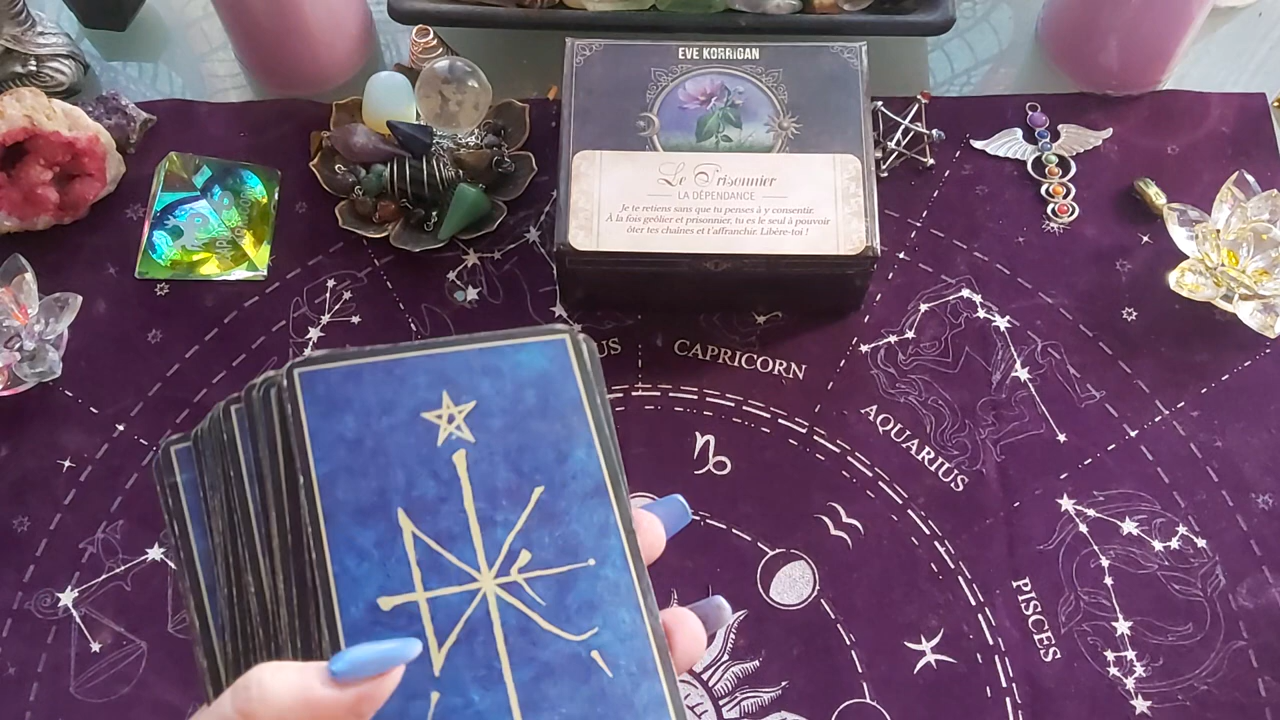 EVE KORRIGAN
Le Prisonnier
LA DÉPENDANCE
Je te retiens sans que tu penses à y consentir.
À la fois geôlier et prisonnier, tu es le seul à pouvoir
ôter tes chaînes et t'affranchir. Libère-toi !
US
CAPRICORN
AQUARIUS
PISCES